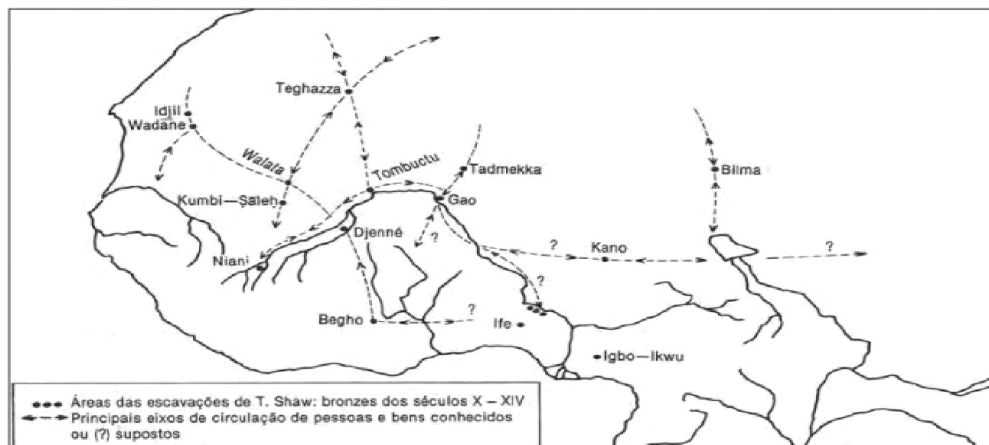 Teghazza
Idjil
Wadane
Walata
Tombuctu
Tadmekka
Bilma
Kumbi—Ṣāleḥ
Gao
Djenné
?
?
Kano
?
Niani
?
Begho
?
Ife
Igbo—Ikwu
Áreas das escavações de T. Shaw: bronzes dos séculos X – XIV
Principais eixos de circulação de pessoas e bens conhecidos
ou (?) supostos